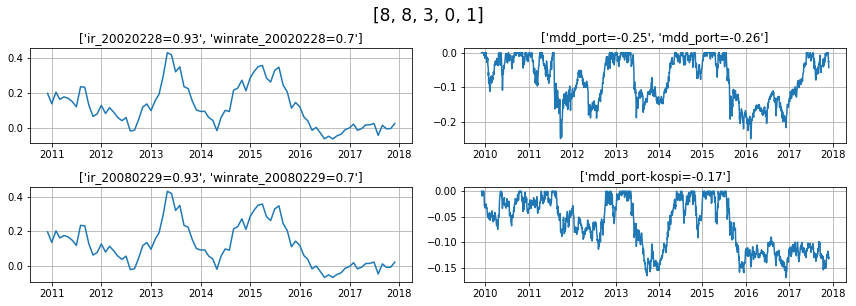 [8, 8, 3, 0, 1]
['ir_20020228=0.93', 'winrate_20020228=0.7']
0.4
0.2
0.0
2011 2012 2013 2014 2015 2016 2017 2018
['mdd_port=-0.25', 'mdd_port=-0.26']
0.0
−0.1
−0.2
2010 2011 2012 2013 2014 2015 2016 2017 2018
['ir_20080229=0.93', 'winrate_20080229=0.7']
0.4
0.2
0.0
2011 2012 2013 2014 2015 2016 2017 2018
['mdd_port-kospi=-0.17']
0.00
−0.05
−0.10
−0.15
2010 2011 2012 2013 2014 2015 2016 2017 2018